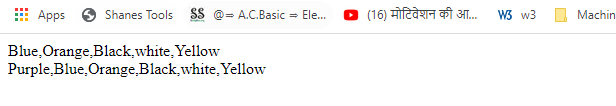 Apps Shanes Tools @⇒ A.C.Basic ⇒ Ele... (16) मोटिवेशन की आ... W3 w3 Machin
Blue,Orange,Black,white,Yellow
Purple,Blue,Orange,Black,white,Yellow